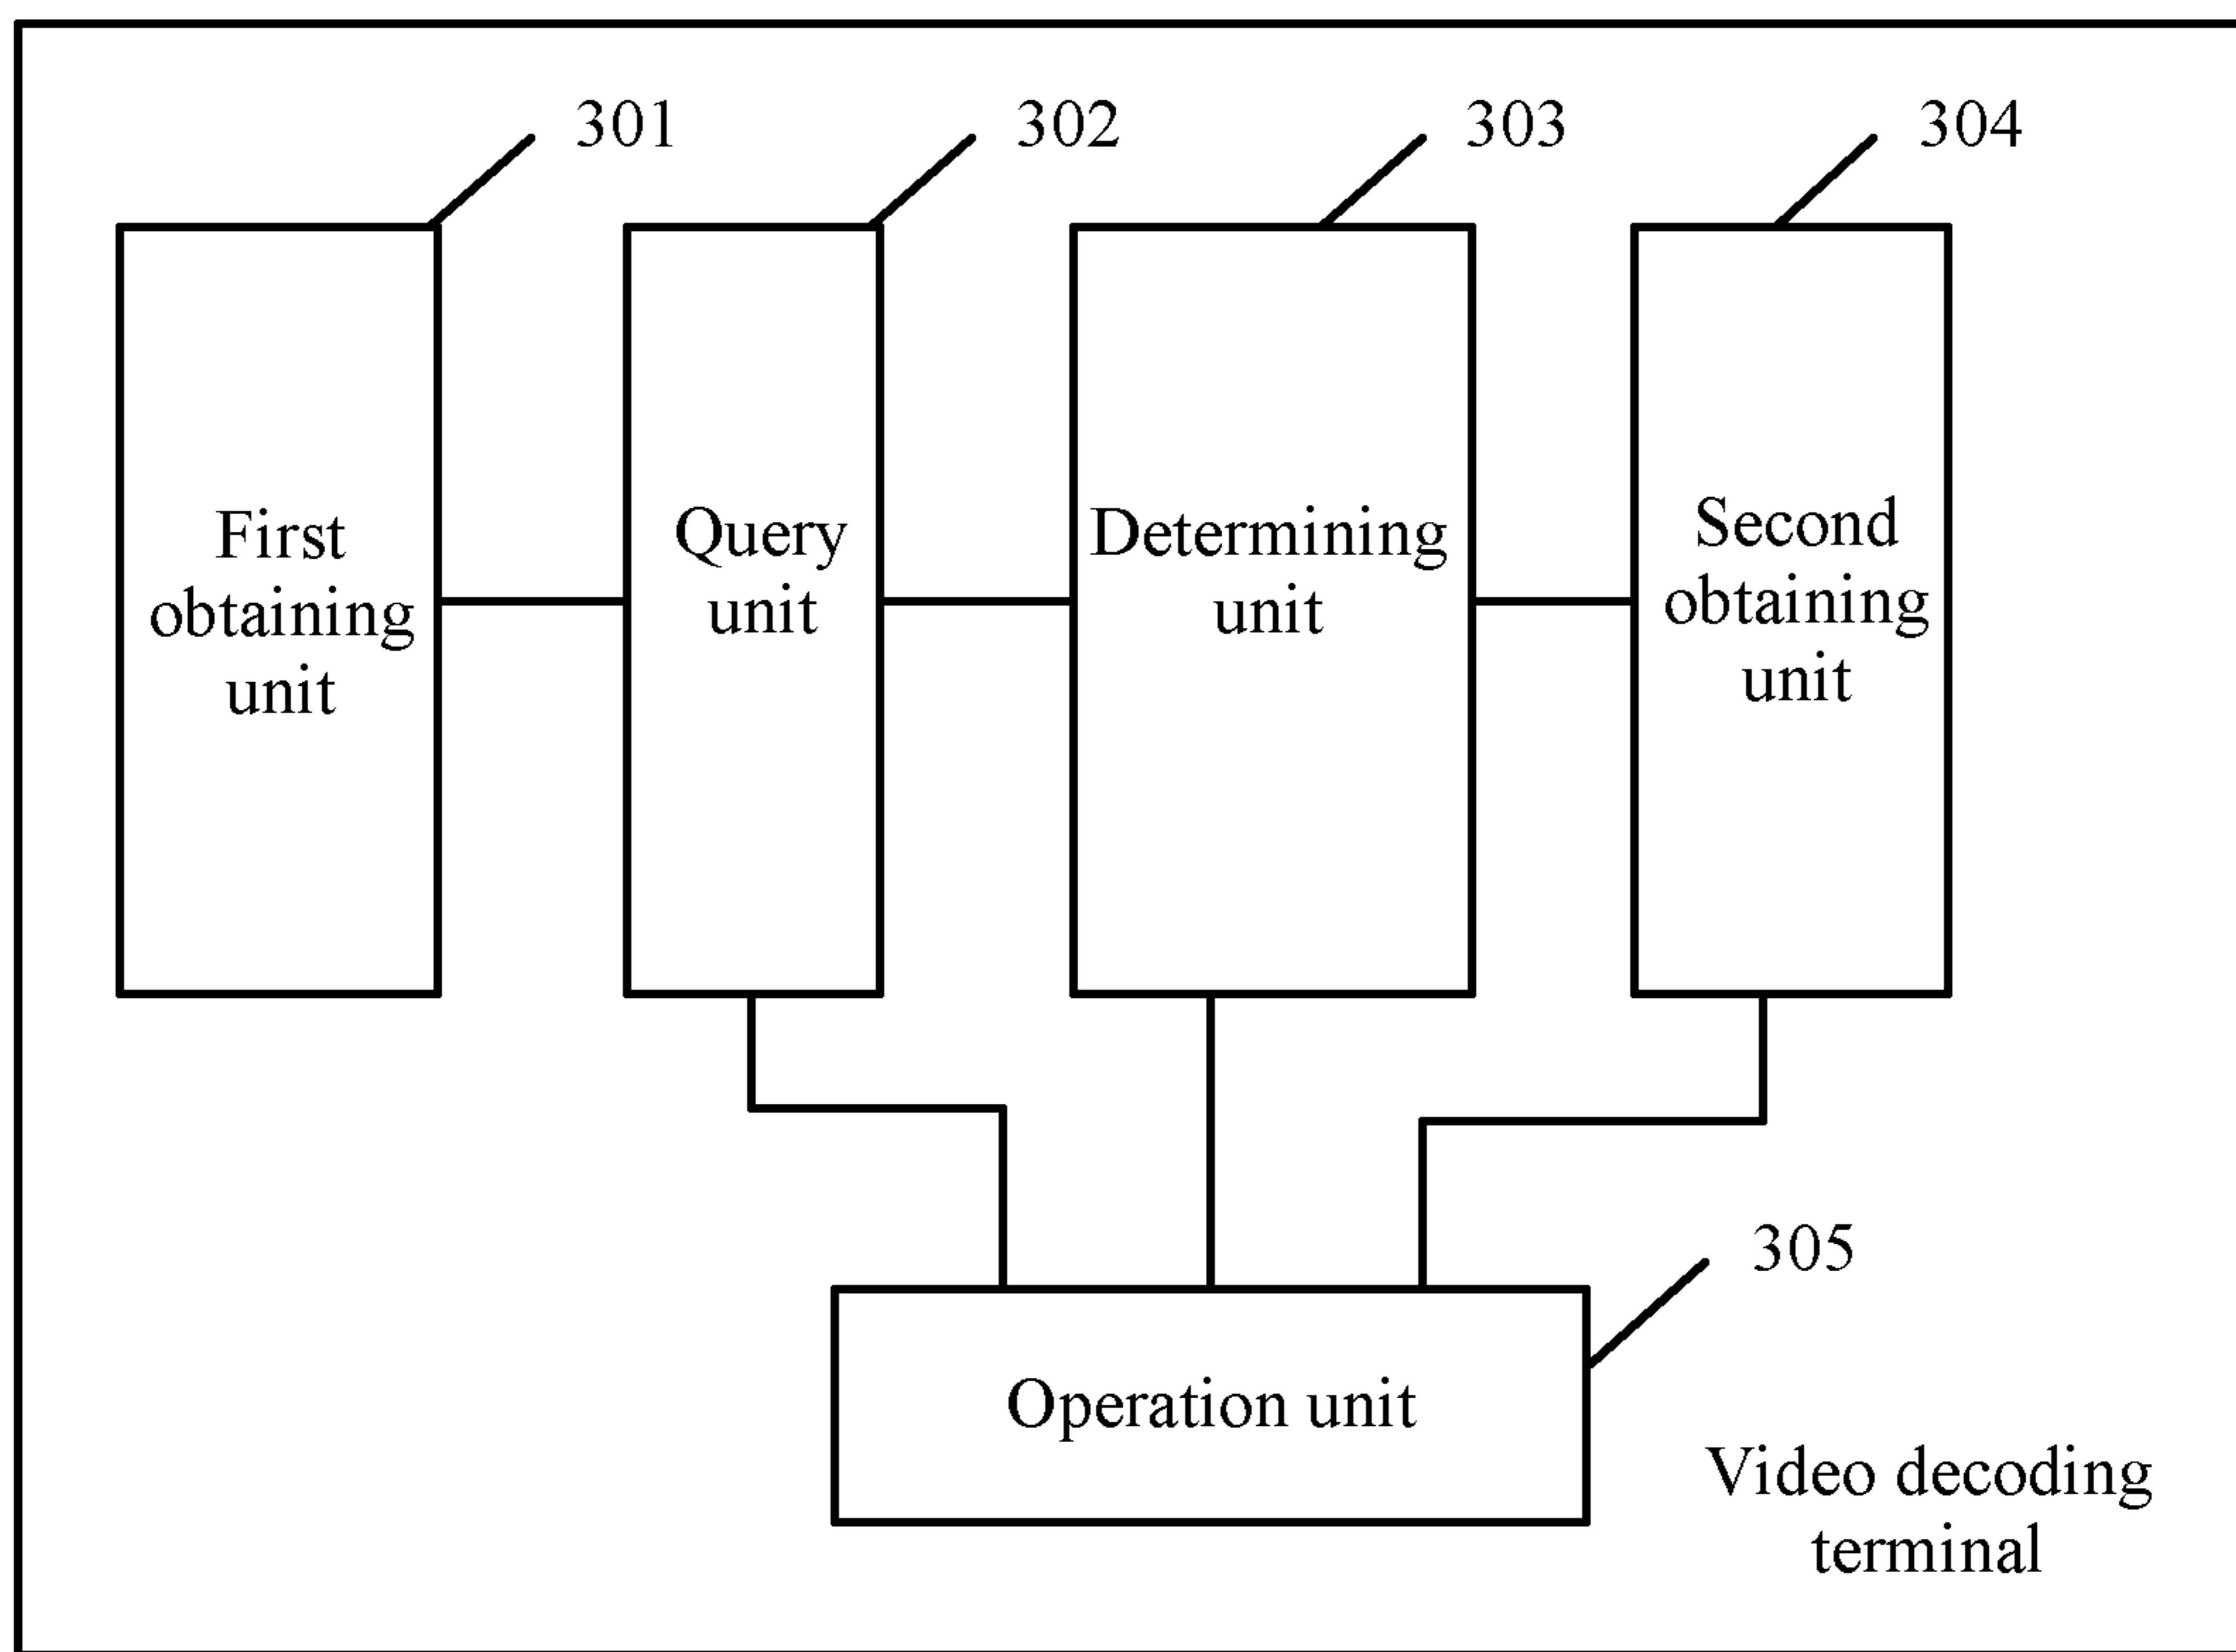 301
302
303
304
First
obtaining
unit
Query
unit
Determining
unit
Second
obtaining
unit
305
Operation unit
Video decoding
terminal